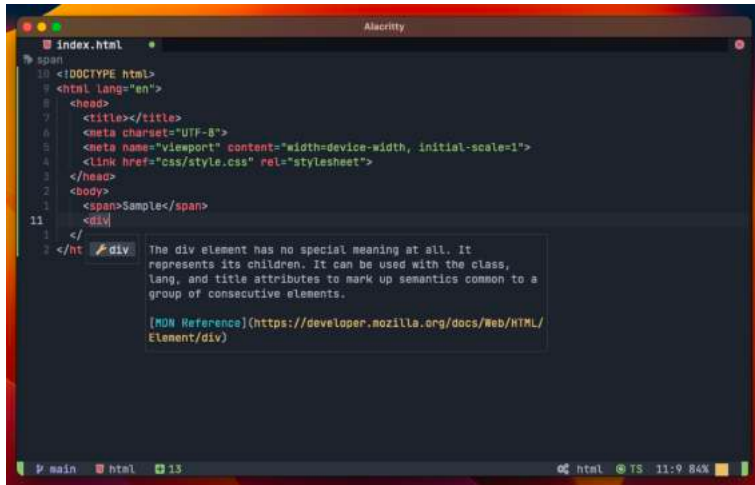 Alacritty
index.html
span
10 <!DOCTYPE html>
9 <html lang="en">
8 <head>
7 <title></title>
6 <meta charset="UTF-8">
5 <meta name="viewport" content="width=device-width, initial-scale=1">
4 <link href="css/style.css" rel="stylesheet">
3 </head>
2 <body>
1 <span>Sample</span>
11 <div
1 </
2 </ht
div
The div element has no special meaning at all. It
represents its children. It can be used with the class,
lang, and title attributes to mark up semantics common to a
group of consecutive elements.
[MDN Reference](https://developer.mozilla.org/docs/Web/HTML/
Element/div)
main html 13 html TS 11:9 84%